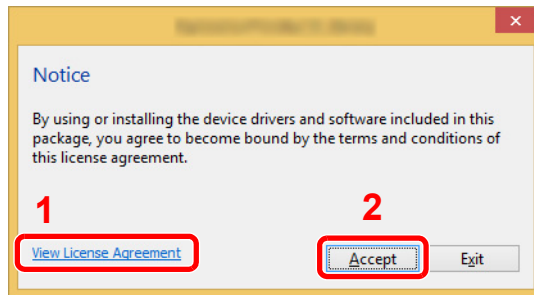 Notice
By using or installing the device drivers and software included in this
package, you agree to become bound by the terms and conditions of
this license agreement.
1
2
View License Agreement
Accept
Exit